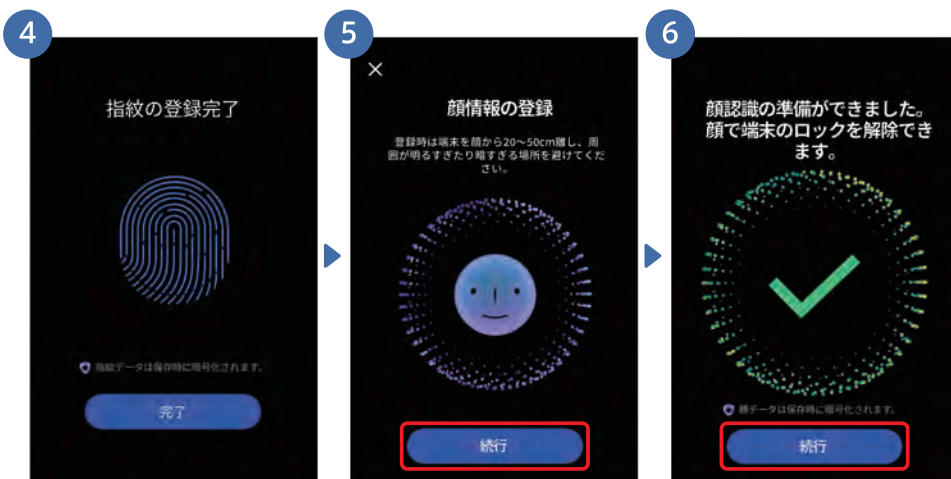 4
指紋の登録完了
指紋データは保存時に暗号化されます。
完了
5
×
顔情報の登録
登録時は端末を顔から20～50cm離し、周
囲が明るすぎたり暗すぎる場所を避けてくだ
さい。
続行
6
顔認識の準備ができました。
顔で端末のロックを解除でき
ます。
顔データは保存時に暗号化されます。
続行